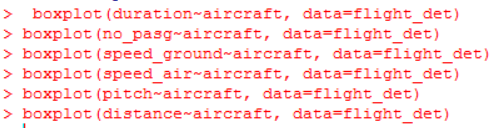 >  boxplot(duration~aircraft, data=flight_det)
> boxplot(no_pasg~aircraft, data=flight_det)
> boxplot(speed_ground~aircraft, data=flight_det)
> boxplot(speed_air~aircraft, data=flight_det)
> boxplot(pitch~aircraft, data=flight_det)
> boxplot(distance~aircraft, data=flight_det)